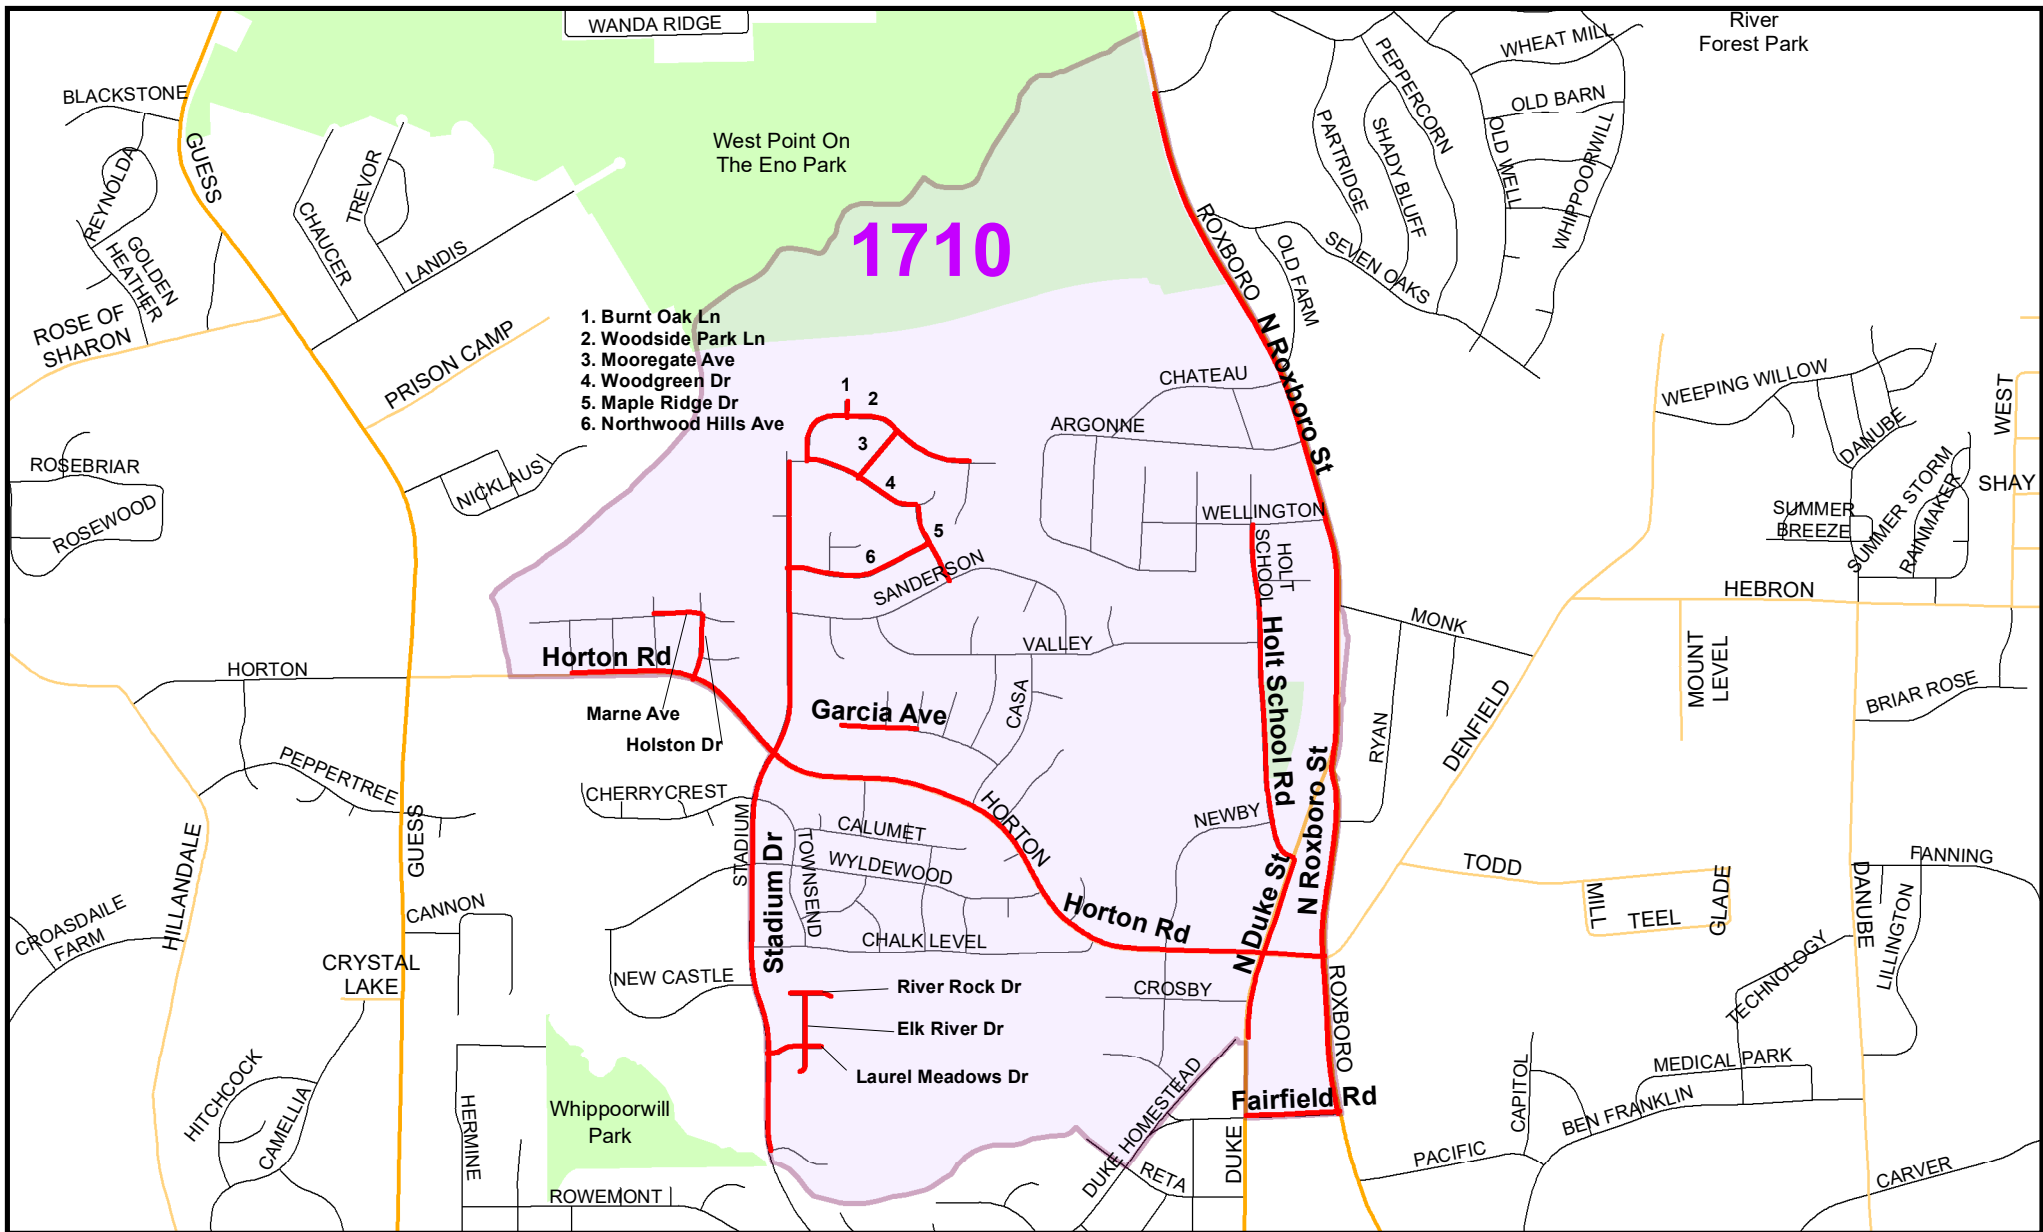 WANDA RIDGE
River
Forest Park
WHEAT MILL
PEPPERCORN
BLACKSTONE
OLD BARN
GUESS
West Point On
The Eno Park
PARTRIDGE
SHADY BLUFF
OLD WELL
WHIPPOORWILL
REYNOLDA
TREVOR
CHAUCER
LANDIS
GOLDEN
HEATHER
1710
ROXBORO
OLD FARM
SEVEN OAKS
ROSE OF
SHARON
PRISON CAMP
1. Burnt Oak Ln
2. Woodside Park Ln
3. Mooregate Ave
4. Woodgreen Dr
5. Maple Ridge Dr
6. Northwood Hills Ave
N Roxboro St
CHATEAU
ARGONNE
WEEPING WILLOW
DANUBE
WEST
1
2
3
4
5
6
ROSEBRIAR
ROSEWOOD
NICKLAUS
WELLINGTON
SUMMER
BREEZE
SUMMER STORM
RAINMAKER
SHAY
SANDERSON
HOLT
SCHOOL
HEBRON
MONK
VALLEY
MOUNT
LEVEL
HORTON
Horton Rd
Holt School Rd
BRIAR ROSE
Marne Ave
Garcia Ave
CASA
Holston Dr
RYAN
DENFIELD
PEPPERTREE
CHERRYCREST
HORTON
NEWBY
N Roxboro St
HILLANDALE
GUESS
STADIUM
Stadium Dr
TOWNSEND
CALUMET
WYLDEWOOD
TODD
FANNING
MILL
TEEL
GLADE
DANUBE
LILLINGTON
CROASDAILE
FARM
CANNON
Horton Rd
N Duke St
CHALK LEVEL
CRYSTAL
LAKE
NEW CASTLE
River Rock Dr
CROSBY
ROXBORO
TECHNOLOGY
Elk River Dr
Laurel Meadows Dr
HITCHCOCK
CAMELLIA
HERMINE
Whippoorwill
Park
DUKE HOMESTEAD
Fairfield Rd
CAPITOL
MEDICAL PARK
BEN FRANKLIN
DUKE
RETA
PACIFIC
CARVER
ROWEMONT